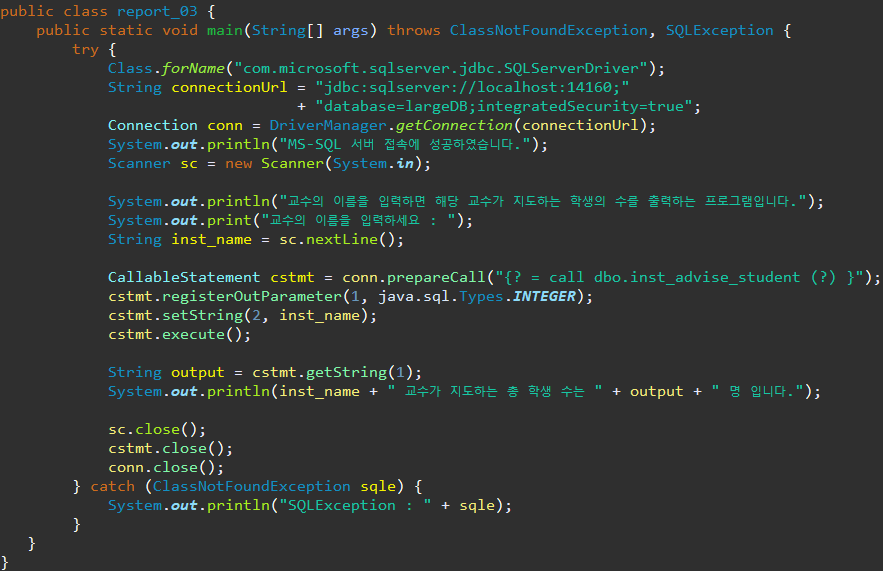 public class report_03 {
    public static void main(String[] args) throws ClassNotFoundException, SQLException {
        try {
            Class.forName("com.microsoft.sqlserver.jdbc.SQLServerDriver");
            String connectionUrl = "jdbc:sqlserver://localhost:14160;"
                                 + "database=largeDB;integratedSecurity=true";
            Connection conn = DriverManager.getConnection(connectionUrl);
            System.out.println("MS-SQL 서버 접속에 성공하였습니다.");
            Scanner sc = new Scanner(System.in);

            System.out.println("교수의 이름을 입력하면 해당 교수가 지도하는 학생의 수를 출력하는 프로그램입니다.");
            System.out.print("교수의 이름을 입력하세요 : ");
            String inst_name = sc.nextLine();

            CallableStatement cstmt = conn.prepareCall("{? = call dbo.inst_advise_student (?) }");
            cstmt.registerOutParameter(1, java.sql.Types.INTEGER);
            cstmt.setString(2, inst_name);
            cstmt.execute();

            String output = cstmt.getString(1);
            System.out.println(inst_name + " 교수가 지도하는 총 학생 수는 " + output + " 명 입니다.");

            sc.close();
            cstmt.close();
            conn.close();
        } catch (ClassNotFoundException sqle) {
            System.out.println("SQLException : " + sqle);
        }
    }
}